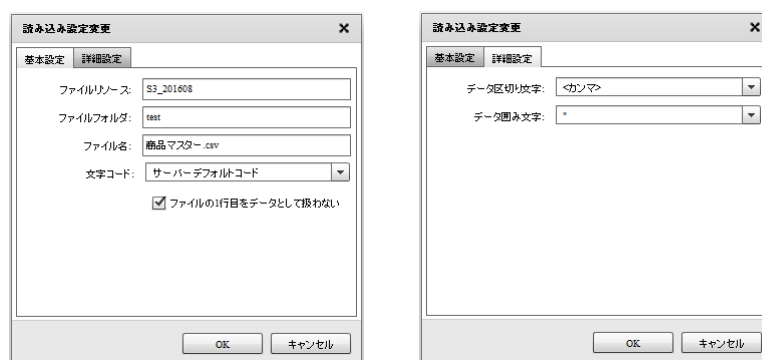 読み込み設定変更
基本設定 詳細設定
ファイルリソース: S3_201608
ファイルフォルダ: test
ファイル名: 商品マスター.csv
文字コード: サーバーデフォルトコード
ファイルの1行目をデータとして扱わない
OK キャンセル
読み込み設定変更
基本設定 詳細設定
データ区切り文字: <カンマ>
データ囲み文字:
OK キャンセル